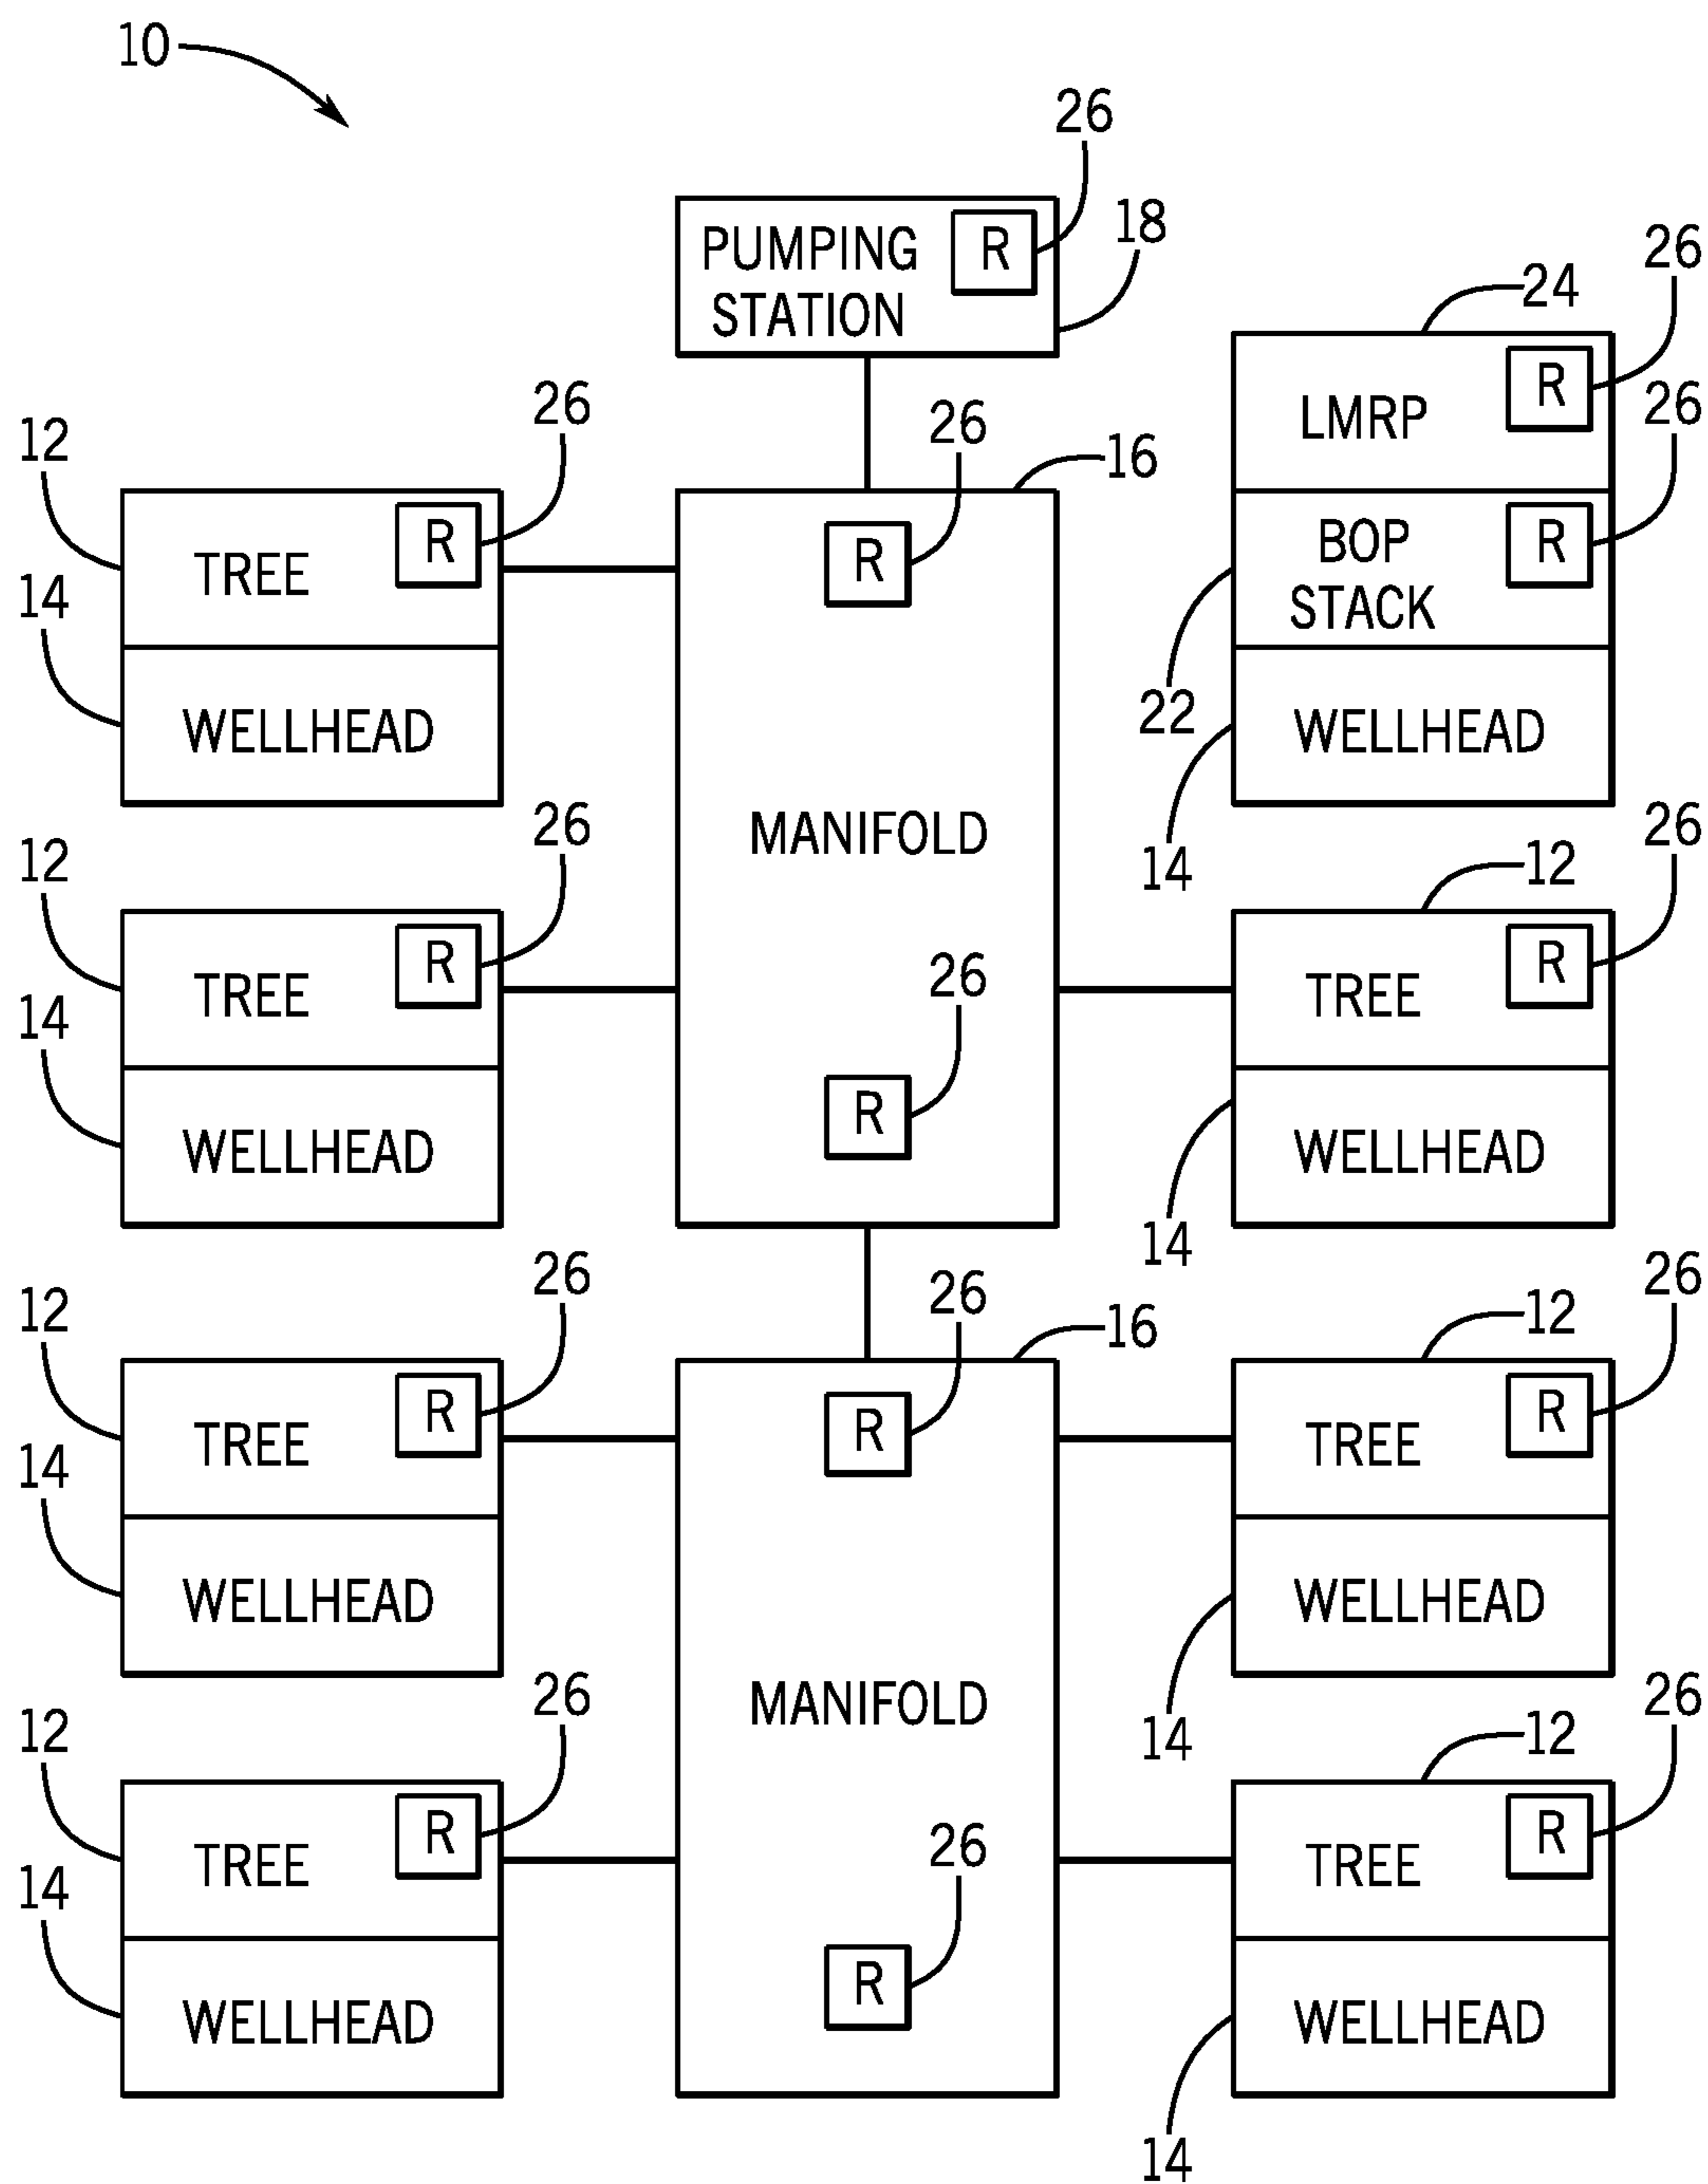 10
26
PUMPING
STATION
R
18
26
24
LMRP
R
26
BOP
STACK
R
22
WELLHEAD
14
12
26
TREE
R
14
WELLHEAD
26
16
R
MANIFOLD
26
R
12
26
TREE
R
14
WELLHEAD
12
26
TREE
R
WELLHEAD
14
12
26
TREE
R
14
WELLHEAD
26
16
R
MANIFOLD
26
R
12
26
TREE
R
WELLHEAD
14
12
26
TREE
R
14
WELLHEAD
12
26
TREE
R
WELLHEAD
14